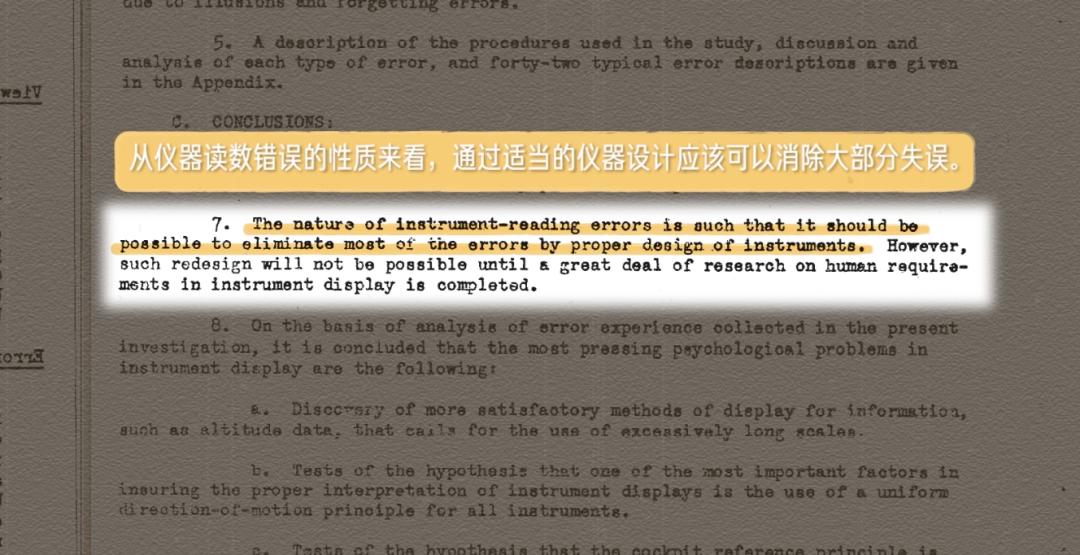 due to illusions and forgetting errors.
5. A description of the procedures used in the study, discussion and
analysis of each type of error, and forty-two typical error descriptions are given
in the Appendix.
View
C. CONCLUSIONS:
从仪器读数错误的性质来看，通过适当的仪器设计应该可以消除大部分失误。
7. The nature of instrument-reading errors is such that it should be
possible to eliminate most of the errors by proper design of instruments. However,
such redesign will not be possible until a great deal of research on human require-
ments in instrument display is completed.
8. On the basis of analysis of error experience collected in the present
investigation, it is concluded that the most pressing psychological problems in
instrument display are the following:
Error
a. Discovery of more satisfactory methods of display for information,
such as altitude data, that calls for the use of excessively long scales.
b. Tests of the hypothesis that one of the most important factors in
insuring the proper interpretation of instrument displays is the use of a uniform
direction-of-motion principle for all instruments.
c. Tests of the hypothesis that the cockpit reference principle is